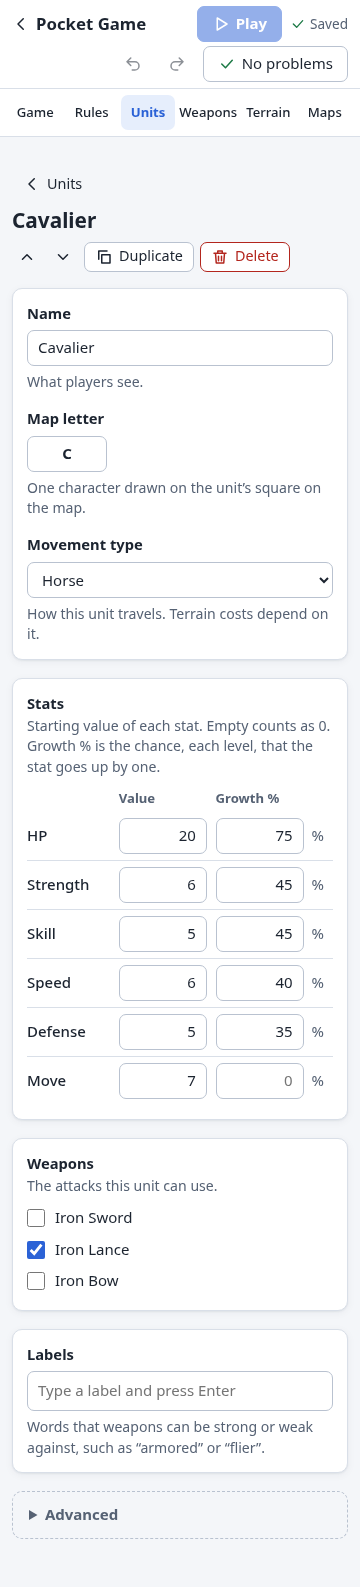 Pocket Game
Play
Saved
No problems
Game Rules Units Weapons Terrain Maps
Units
Cavalier
Duplicate
Delete
Name
Cavalier
What players see.
Map letter
C
One character drawn on the unit's square on
the map.
Movement type
Horse
How this unit travels. Terrain costs depend on
it.
Stats
Starting value of each stat. Empty counts as 0.
Growth % is the chance, each level, that the
stat goes up by one.
Value Growth %
HP 20 75 %
Strength 6 45 %
Skill 5 45 %
Speed 6 40 %
Defense 5 35 %
Move 7 0 %
Weapons
The attacks this unit can use.
Iron Sword
Iron Lance
Iron Bow
Labels
Type a label and press Enter
Words that weapons can be strong or weak
against, such as “armored” or “flier”.
Advanced